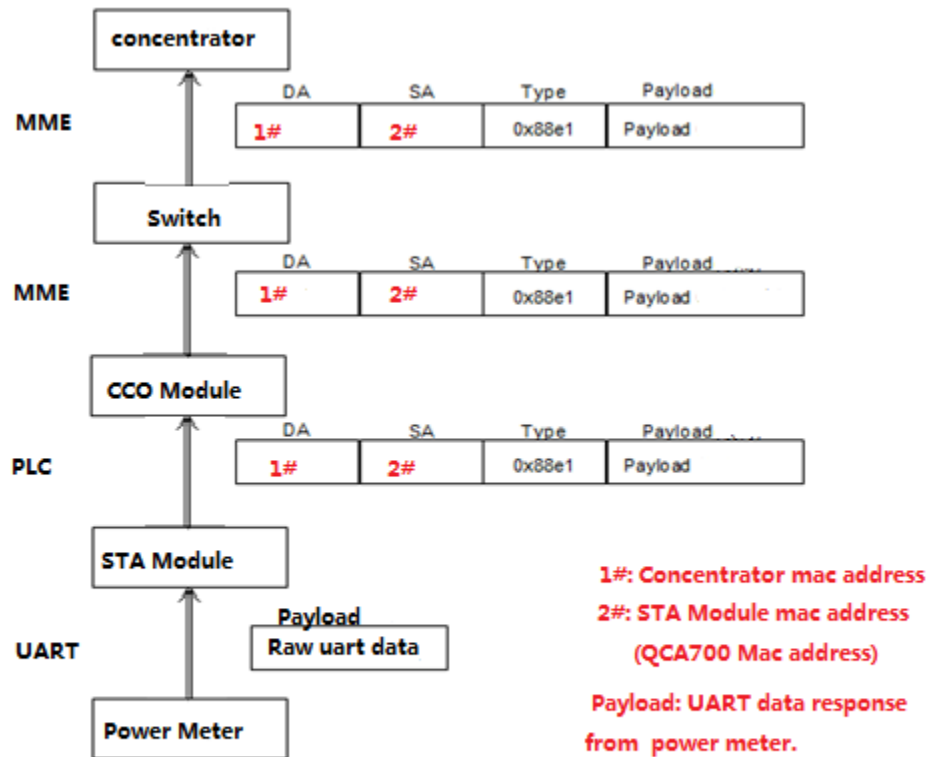 concentrator
DA SA Type Payload
MME
1# 2# 0x88e1 Payload
Switch
DA SA Type Payload
MME
1# 2# 0x88e1 Payload
CCO Module
DA SA Type Payload
PLC
1# 2# 0x88e1 Payload
STA Module
1#: Concentrator mac address
Payload
2#: STA Module mac address
UART
Raw uart data
(QCA700 Mac address)
Power Meter
Payload: UART data response
from power meter.